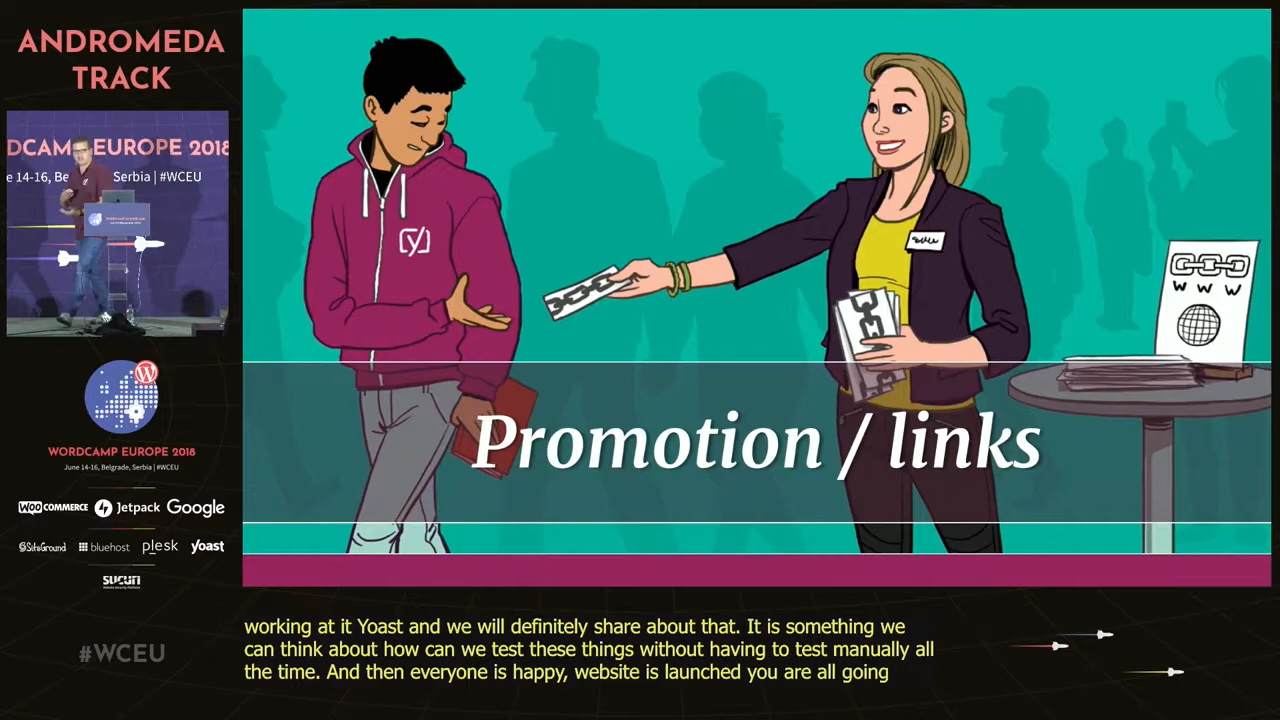 ANDROMEDA
TRACK
DCAMP EUROPE 2018
e 14-16, Be Serbia | #WCEU
WORDCAMP EUROPE 2018
June 14-16, Belgrade, Serbia | #WCEU
WOO COMMERCE Jetpack Google
SiteGround bluehost plesk yoast
SUCURI
#WCEU
y
W W W
Promotion / links
working at it Yoast and we will definitely share about that. It is something we
can think about how can we test these things without having to test manually all
the time. And then everyone is happy, website is launched you are all going